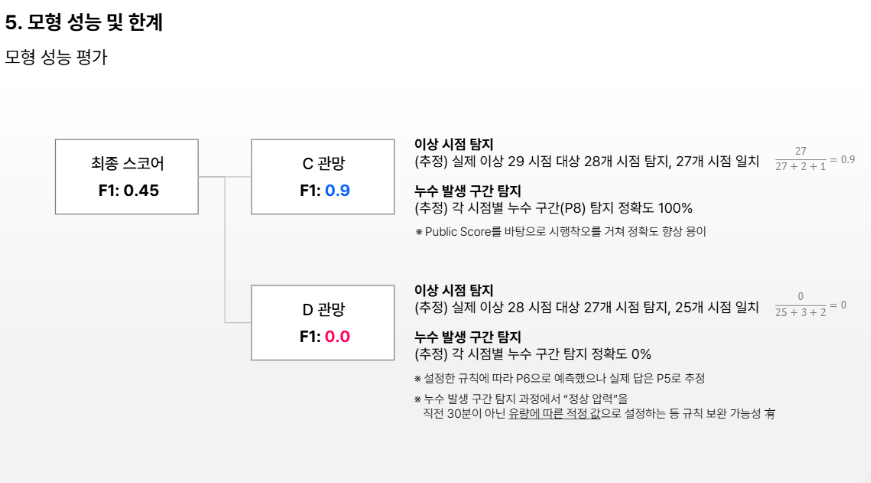 5. 모형 성능 및 한계
모형 성능 평가
최종 스코어
F1: 0.45
C 관망
F1: 0.9
이상 시점 탐지
(추정) 실제 이상 29 시점 대상 28개 시점 탐지, 27개 시점 일치
27
27 + 2 + 1
= 0.9
누수 발생 구간 탐지
(추정) 각 시점별 누수 구간(P8) 탐지 정확도 100%
※ Public Score를 바탕으로 시행착오를 거쳐 정확도 향상 용이
D 관망
F1: 0.0
이상 시점 탐지
(추정) 실제 이상 28 시점 대상 27개 시점 탐지, 25개 시점 일치
0
25 + 3 + 2
= 0
누수 발생 구간 탐지
(추정) 각 시점별 누수 구간 탐지 정확도 0%
※ 설정한 규칙에 따라 P6으로 예측했으나 실제 답은 P5로 추정
※ 누수 발생 구간 탐지 과정에서 “정상 압력”을
직전 30분이 아닌 유량에 따른 적정 값으로 설정하는 등 규칙 보완 가능성 有